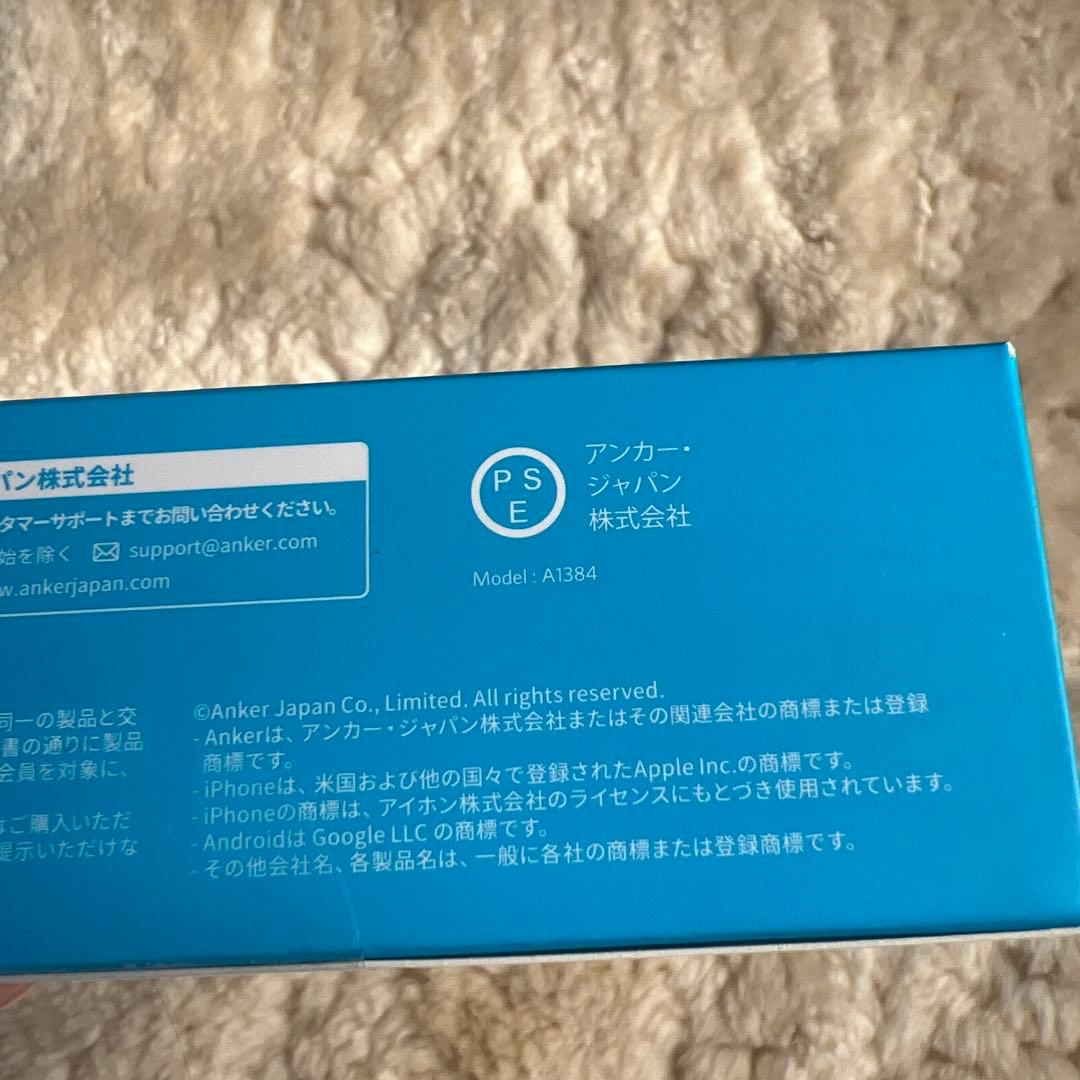 パン株式会社
タマーサポートまでお問い合わせください。
始を除く support@anker.com
w.ankerjapan.com
PSE
アンカー・
ジャパン
株式会社
Model : A1384
同一の製品と交
書の通りに製品
会員を対象に、
はご購入いただ
提示いただけな
©Anker Japan Co., Limited. All rights reserved.
- Ankerは、アンカー・ジャパン株式会社またはその関連会社の商標または登録
商標です。
- iPhoneは、米国および他の国々で登録されたApple Inc.の商標です。
- iPhoneの商標は、アイホン株式会社のライセンスにもとづき使用されています。
- Androidは Google LLC の商標です。
- その他会社名、各製品名は、一般に各社の商標または登録商標です。